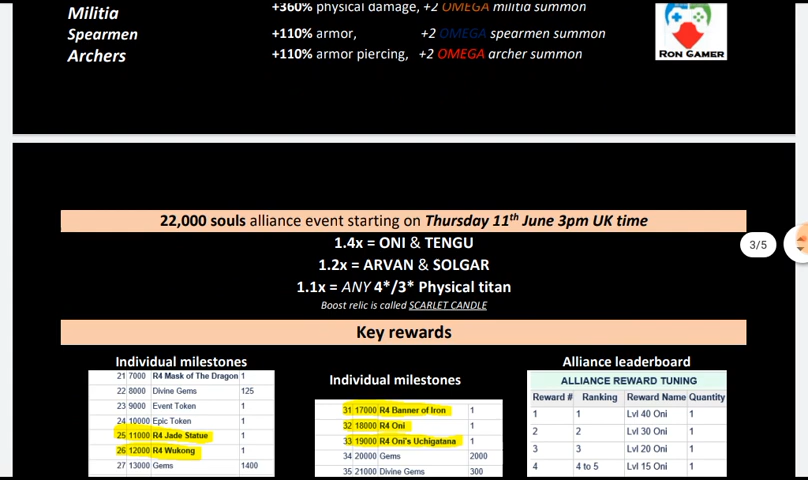 +360% physical damage, +2 OMEGA militia summon
Militia
Spearmen +110% armor, +2 OMEGA spearmen summon
Archers +110% armor piercing, +2 OMEGA archer summon
RON GAMER
22,000 souls alliance event starting on Thursday 11th June 3pm UK time
1.4x = ONI & TENGU
3/5
1.2x = ARVAN & SOLGAR
1.1x = ANY 4*/3* Physical titan
Boost relic is called SCARLET CANDLE
Key rewards
Individual milestones
21 7000 R4 Mask of The Dragon 1
22 8000 Divine Gems 125
23 9000 Event Token 1
24 10000 Epic Token 1
25 11000 R4 Jade Statue 1
26 12000 R4 Wukong 1
27 13000 Gems 1400
Individual milestones
31 17000 R4 Banner of Iron 1
32 18000 R4 Oni 1
33 19000 R4 Oni's Uchigatana 1
34 20000 Gems 2000
35 21000 Divine Gems 300
Alliance leaderboard
ALLIANCE REWARD TUNING
Reward # Ranking Reward Name Quantity
1 1 Lvl 40 Oni 1
2 2 Lvl 30 Oni 1
3 3 Lvl 20 Oni 1
4 4 to 5 Lvl 15 Oni 1